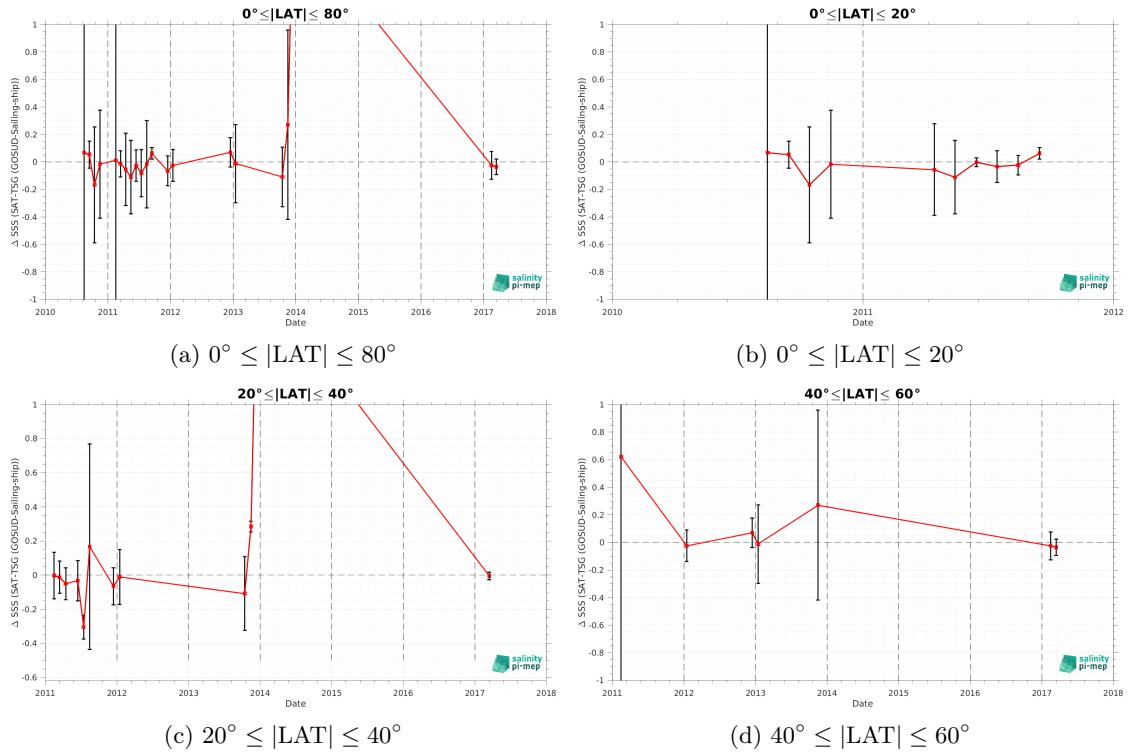 0°≤|LAT|≤ 80°
1
0.8
0.6
0.4
0.2
0
-0.2
-0.4
-0.6
-0.8
-1
Δ SSS (SAT-TSG (GOSUD-Sailing-ship))
2010 2011 2012 2013 2014 2015 2016 2017 2018
Date
salinity
pi-mep
(a) 0° ≤ |LAT| ≤ 80°
0°≤|LAT|≤ 20°
1
0.8
0.6
0.4
0.2
0
-0.2
-0.4
-0.6
-0.8
-1
Δ SSS (SAT-TSG (GOSUD-Sailing-ship))
2010 2011 2012
Date
salinity
pi-mep
(b) 0° ≤ |LAT| ≤ 20°
20°≤|LAT|≤ 40°
1
0.8
0.6
0.4
0.2
0
-0.2
-0.4
-0.6
Δ SSS (SAT-TSG (GOSUD-Sailing-ship))
2011 2012 2013 2014 2015 2016 2017 2018
Date
salinity
pi-mep
(c) 20° ≤ |LAT| ≤ 40°
40°≤|LAT|≤ 60°
1
0.8
0.6
0.4
0.2
0
-0.2
-0.4
-0.6
-0.8
-1
Δ SSS (SAT-TSG (GOSUD-Sailing-ship))
2011 2012 2013 2014 2015 2016 2017 2018
Date
salinity
pi-mep
(d) 40° ≤ |LAT| ≤ 60°